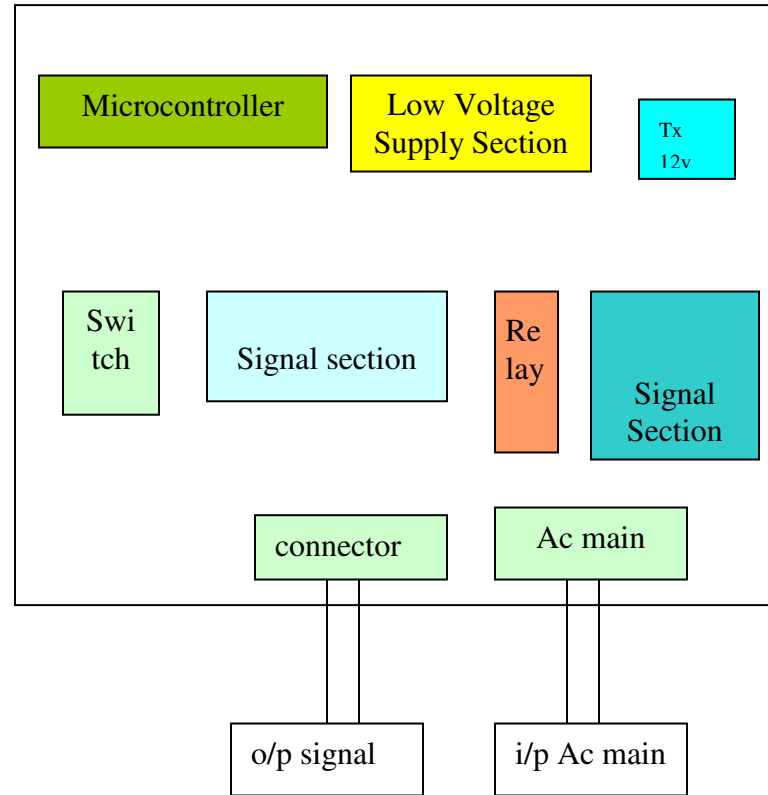 Microcontroller
Low Voltage
Supply Section
Tx
12v
Swi
tch
Signal section
Re
lay
Signal
Section
connector
Ac main
o/p signal
i/p Ac main